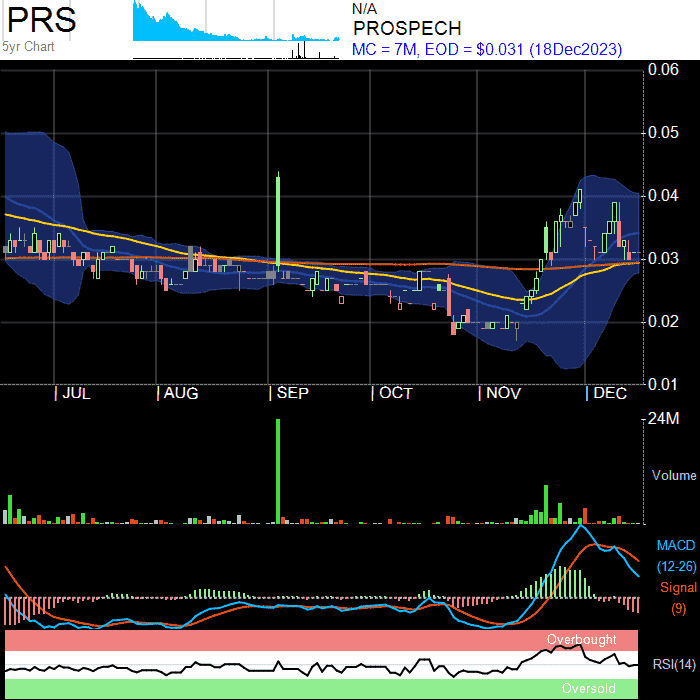 PRS
5yr Chart
N/A
PROSPECH
MC = 7M, EOD = $0.031 (18Dec2023)
0.06
0.05
0.04
0.03
0.02
0.01
JUL
AUG
SEP
OCT
NOV
DEC
24M
Volume
MACD
(12-26)
Signal
(9)
Overbought
RSI(14)
Oversold